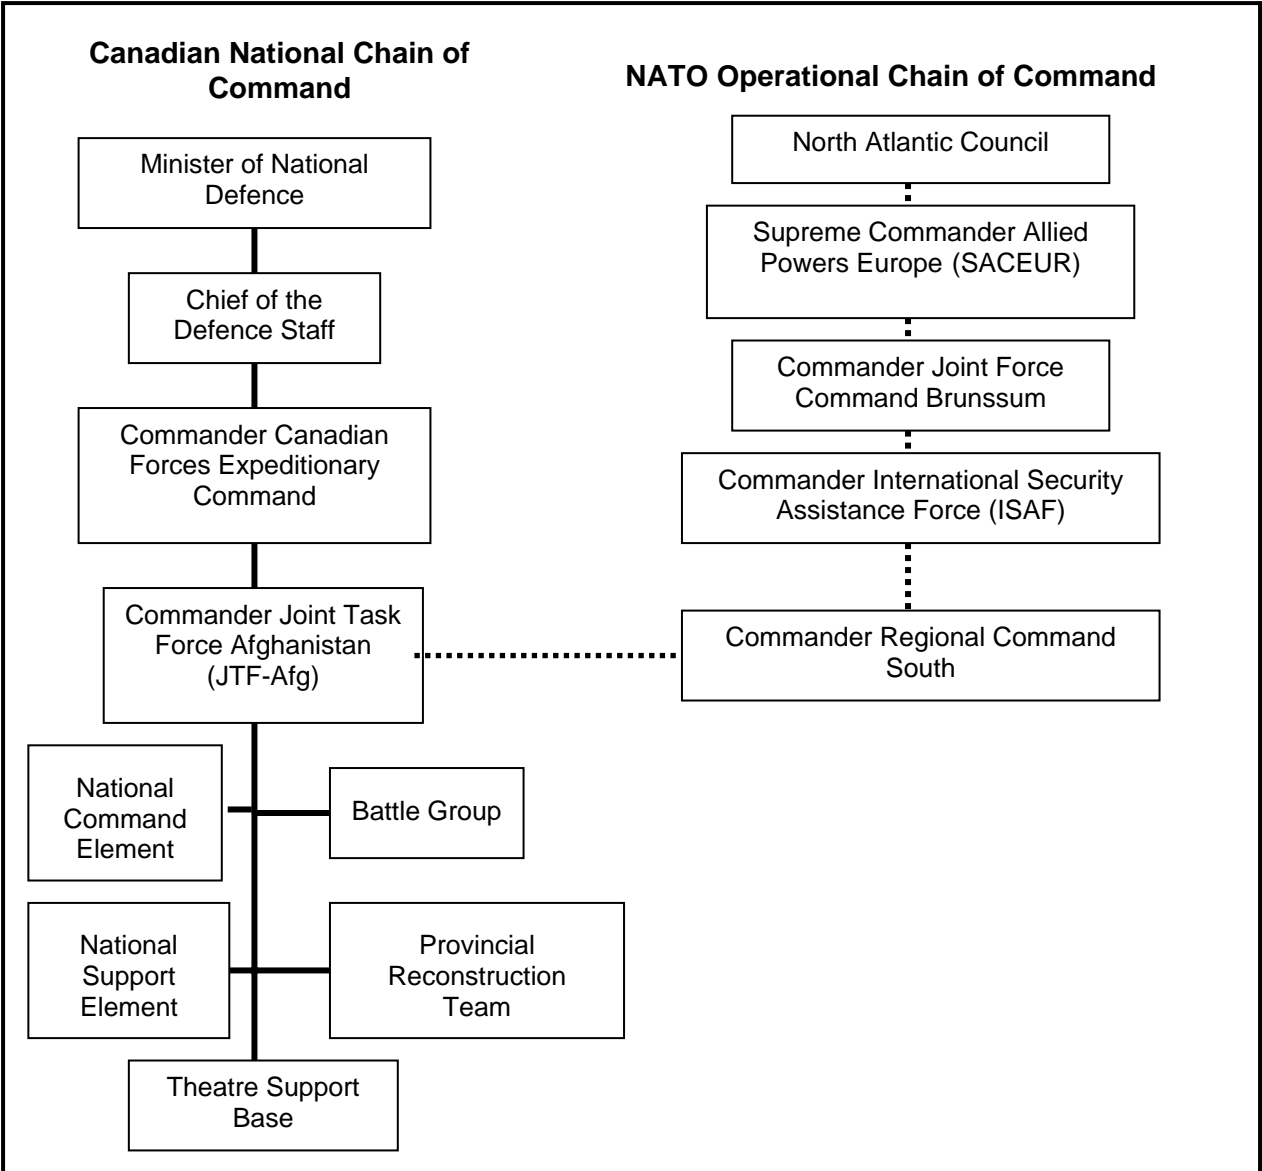 Canadian National Chain of
Command
Minister of National
Defence
Chief of the
Defence Staff
Commander Canadian
Forces Expeditionary
Command
Commander Joint Task
Force Afghanistan
(JTF-Afg)
National
Command
Element
Battle Group
National
Support
Element
Provincial
Reconstruction
Team
Theatre Support
Base
NATO Operational Chain of Command
North Atlantic Council
Supreme Commander Allied
Powers Europe (SACEUR)
Commander Joint Force
Command Brunssum
Commander International Security
Assistance Force (ISAF)
Commander Regional Command
South